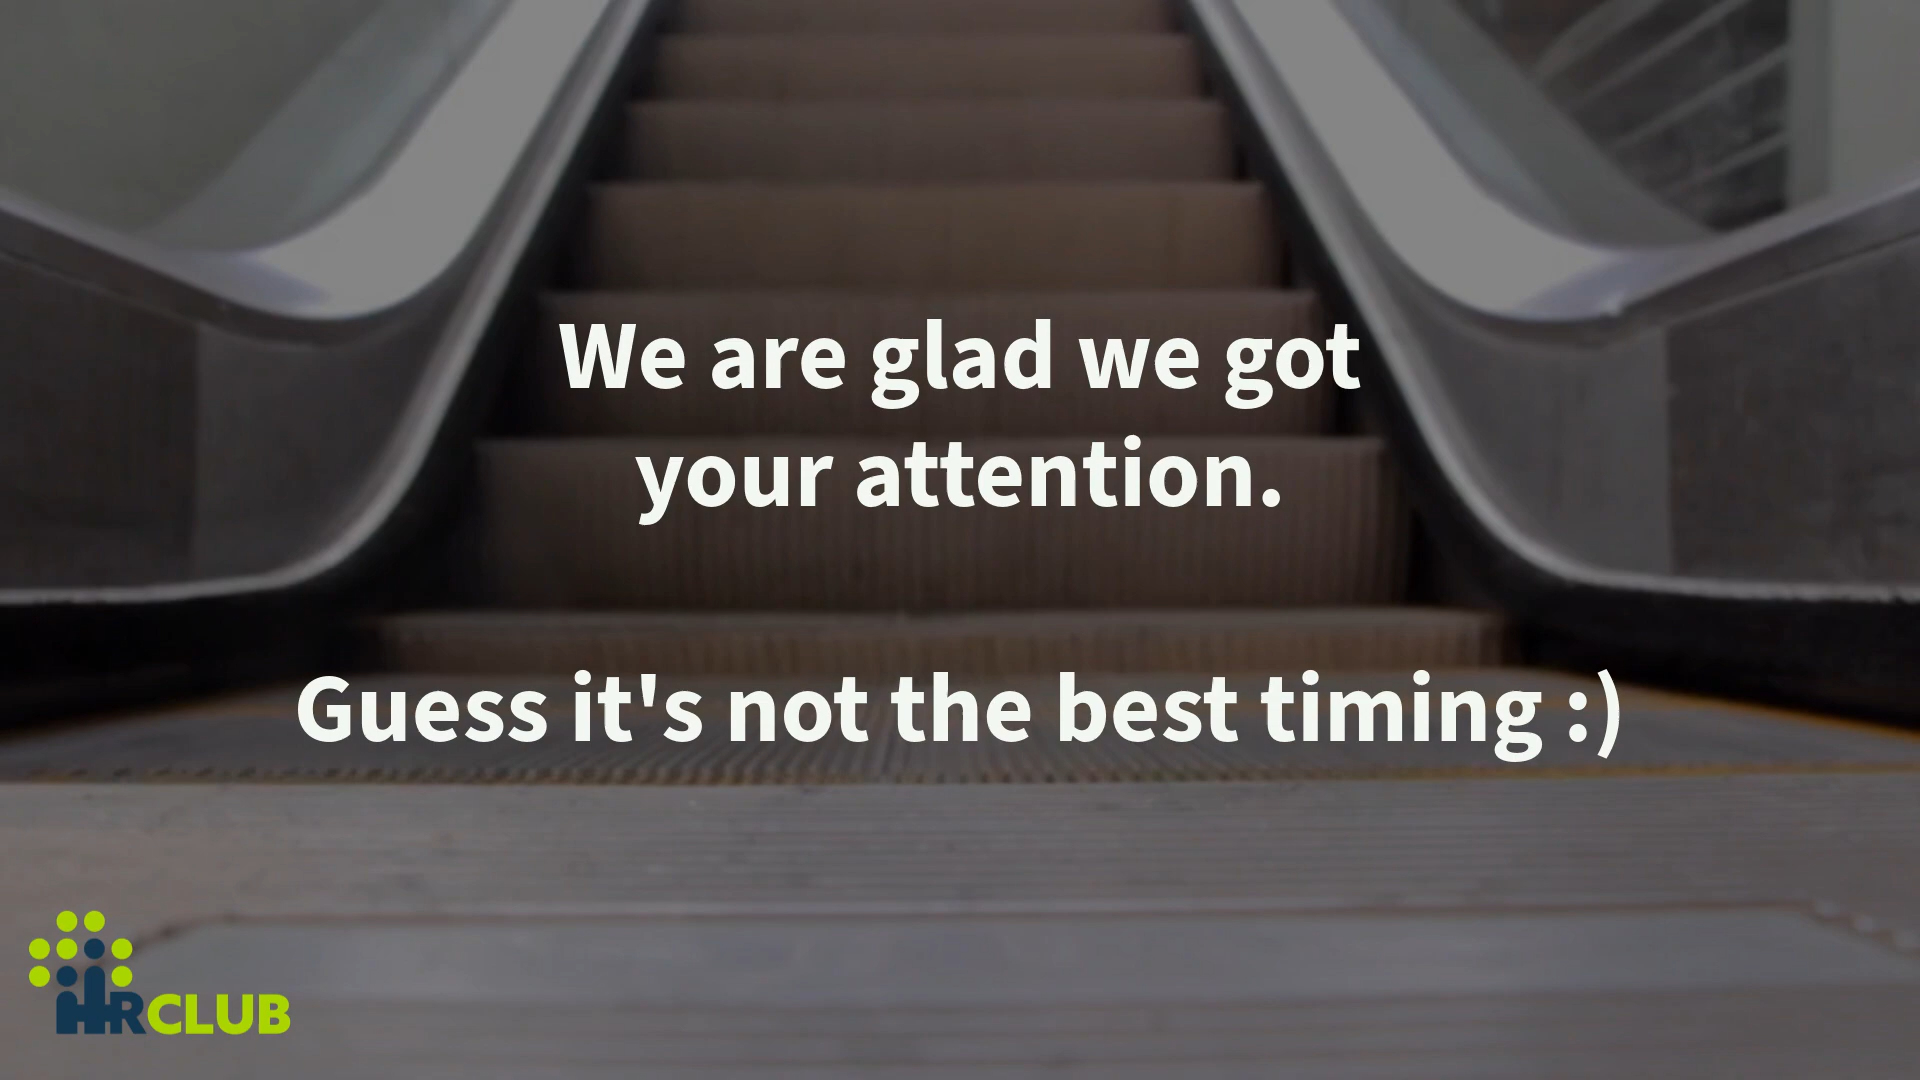 We are glad we got
your attention.
Guess it's not the best timing :)
HRCLUB